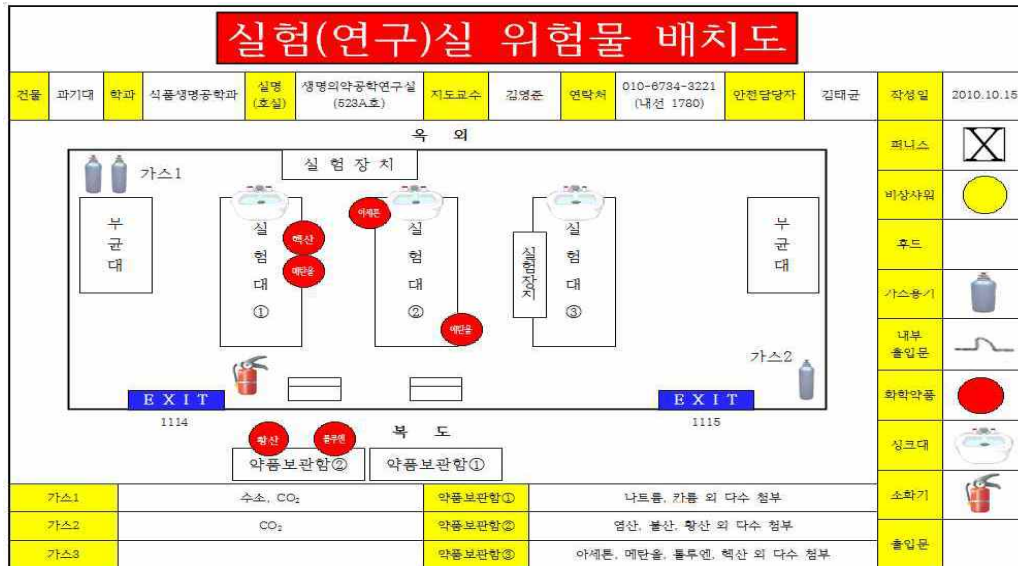 실험(연구)실 위험물 배치도
건물 과기대 학과 식품생명공학과 실명 (호실) 생명의약공학연구실 (523A호) 지도교수 김영준 연락처 010-6734-3221 (내선 1780) 안전담당자 김태균 작성일 2010.10.15
옥 외
실 험 장 치
가스1
무균대
실험대①
헥산
에탄올
아세톤
실험대②
에탄올
실험장치
실험대③
무균대
가스2
EXIT
1114
EXIT
1115
복 도
황산
톨루엔
약품보관함②
약품보관함①
퍼니스
비상샤워
후드
가스용기
내부
출입문
화학약품
싱크대
소화기
출입문
가스1 수소, CO₂ 약품보관함① 나트륨, 카륨 외 다수 첨부
가스2 CO₂ 약품보관함② 염산, 불산, 황산 외 다수 첨부
가스3 약품보관함③ 아세톤, 메탄올, 톨루엔, 헥산 외 다수 첨부